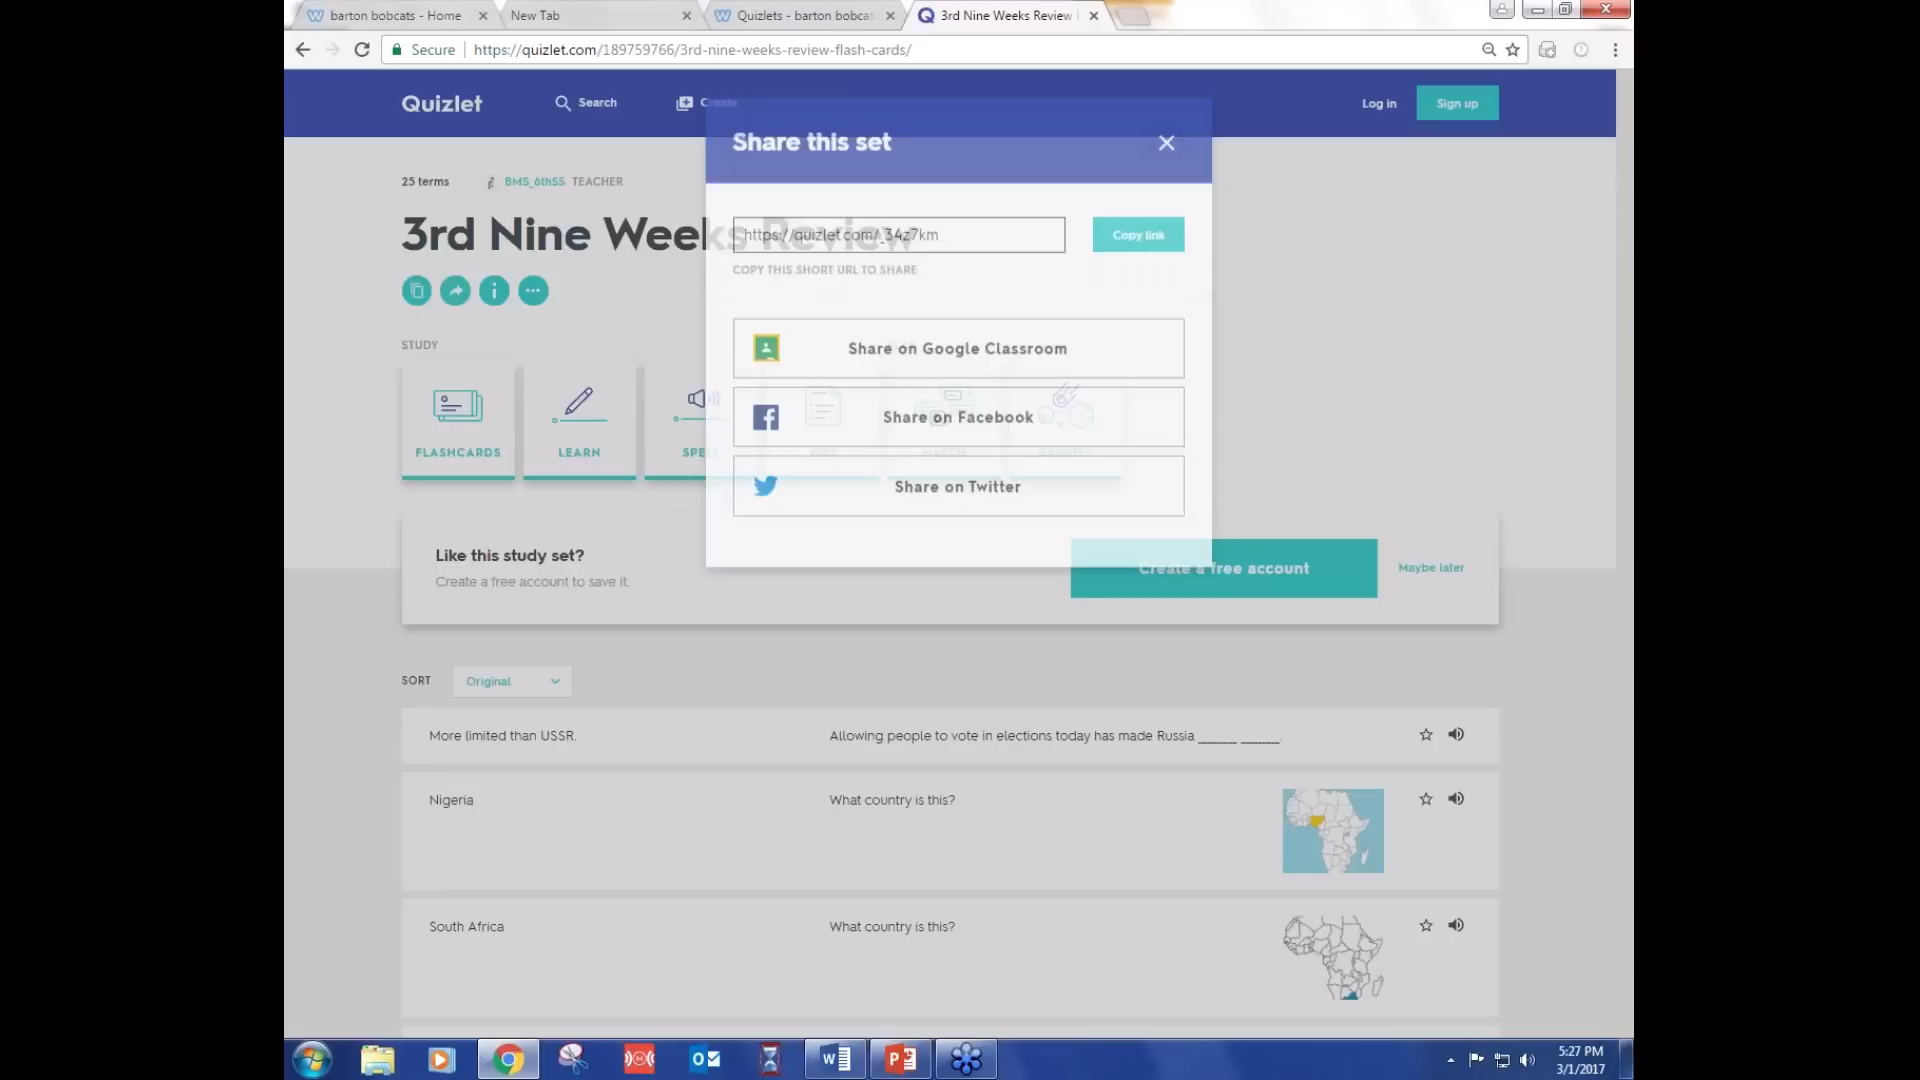 barton bobcats - Home
New Tab
Quizlets - barton bobcat
3rd Nine Weeks Review
Secure
https://quizlet.com/189759766/3rd-nine-weeks-review-flash-cards/
Quizlet
Search
Create
Log in
Sign up
Share this set
25 terms
BMS_6thSS TEACHER
3rd Nine Weeks Review
https://quizlet.com/_34z7km
Copy link
COPY THIS SHORT URL TO SHARE
STUDY
Share on Google Classroom
Share on Facebook
Share on Twitter
FLASHCARDS
LEARN
SPELL
Like this study set?
Create a free account to save it.
Create a free account
Maybe later
SORT
Original
More limited than USSR.
Allowing people to vote in elections today has made Russia ______ ______.
Nigeria
What country is this?
South Africa
What country is this?
5:27 PM
3/1/2017